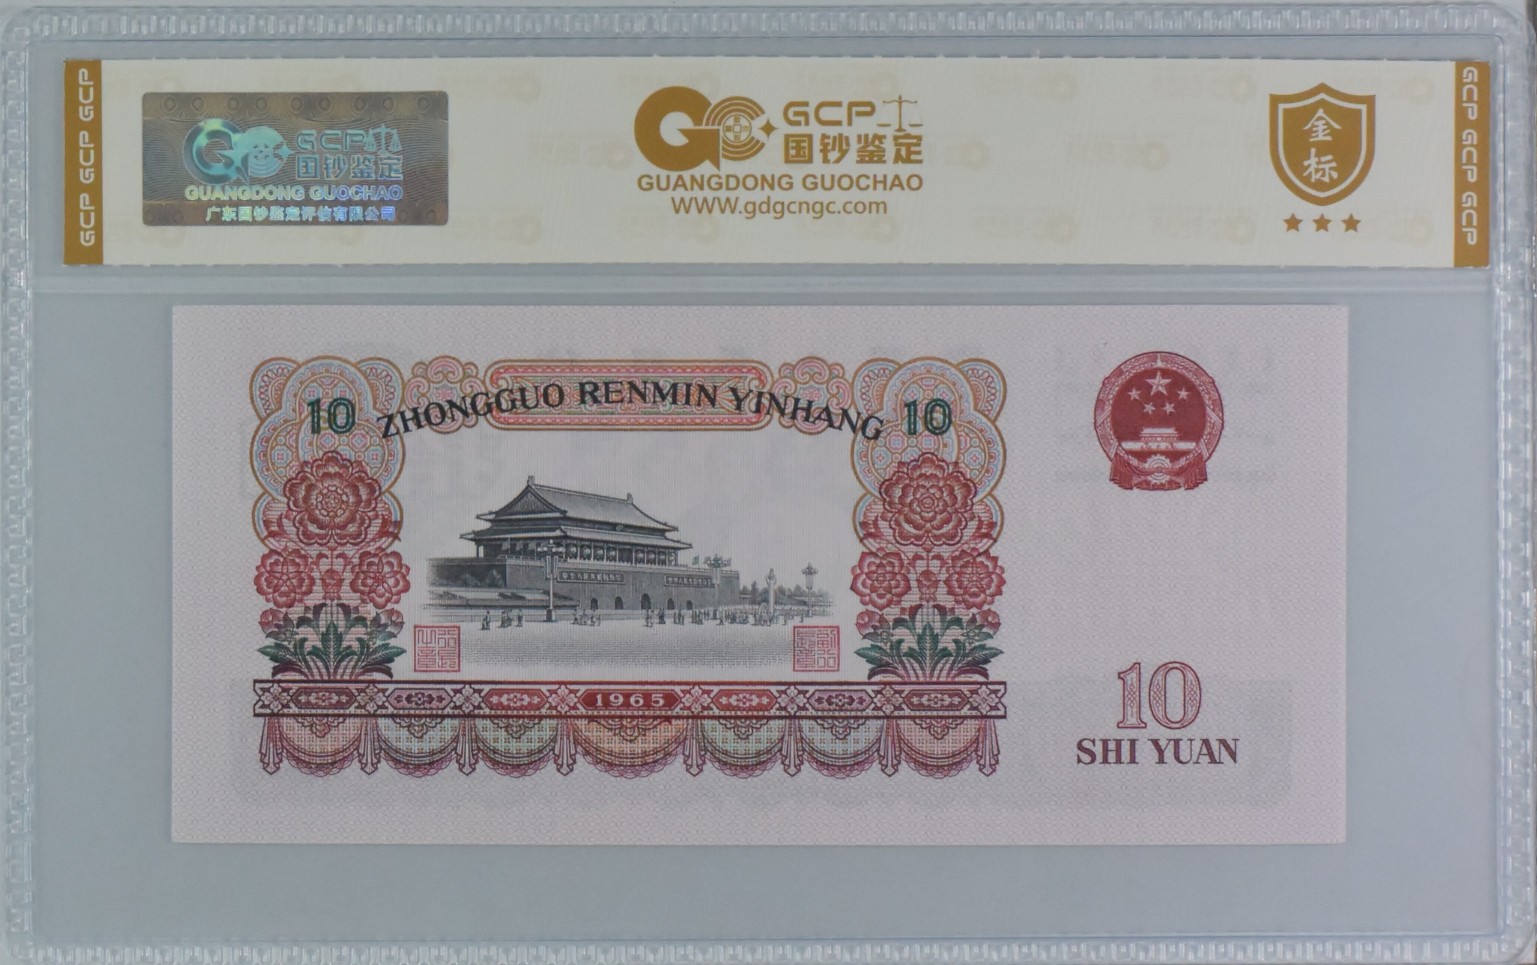 GCP GCP GCP
GCP
国钞鉴定
GUANGDONG GUOCHAO
广东国钞鉴定评估有限公司
GCP
国钞鉴定
GUANGDONG GUOCHAO
WWW.gdgcngc.com
金
标
GCP GCP GCP
10 ZHONGGUO RENMIN YINHANG 10
1965
10
SHI YUAN